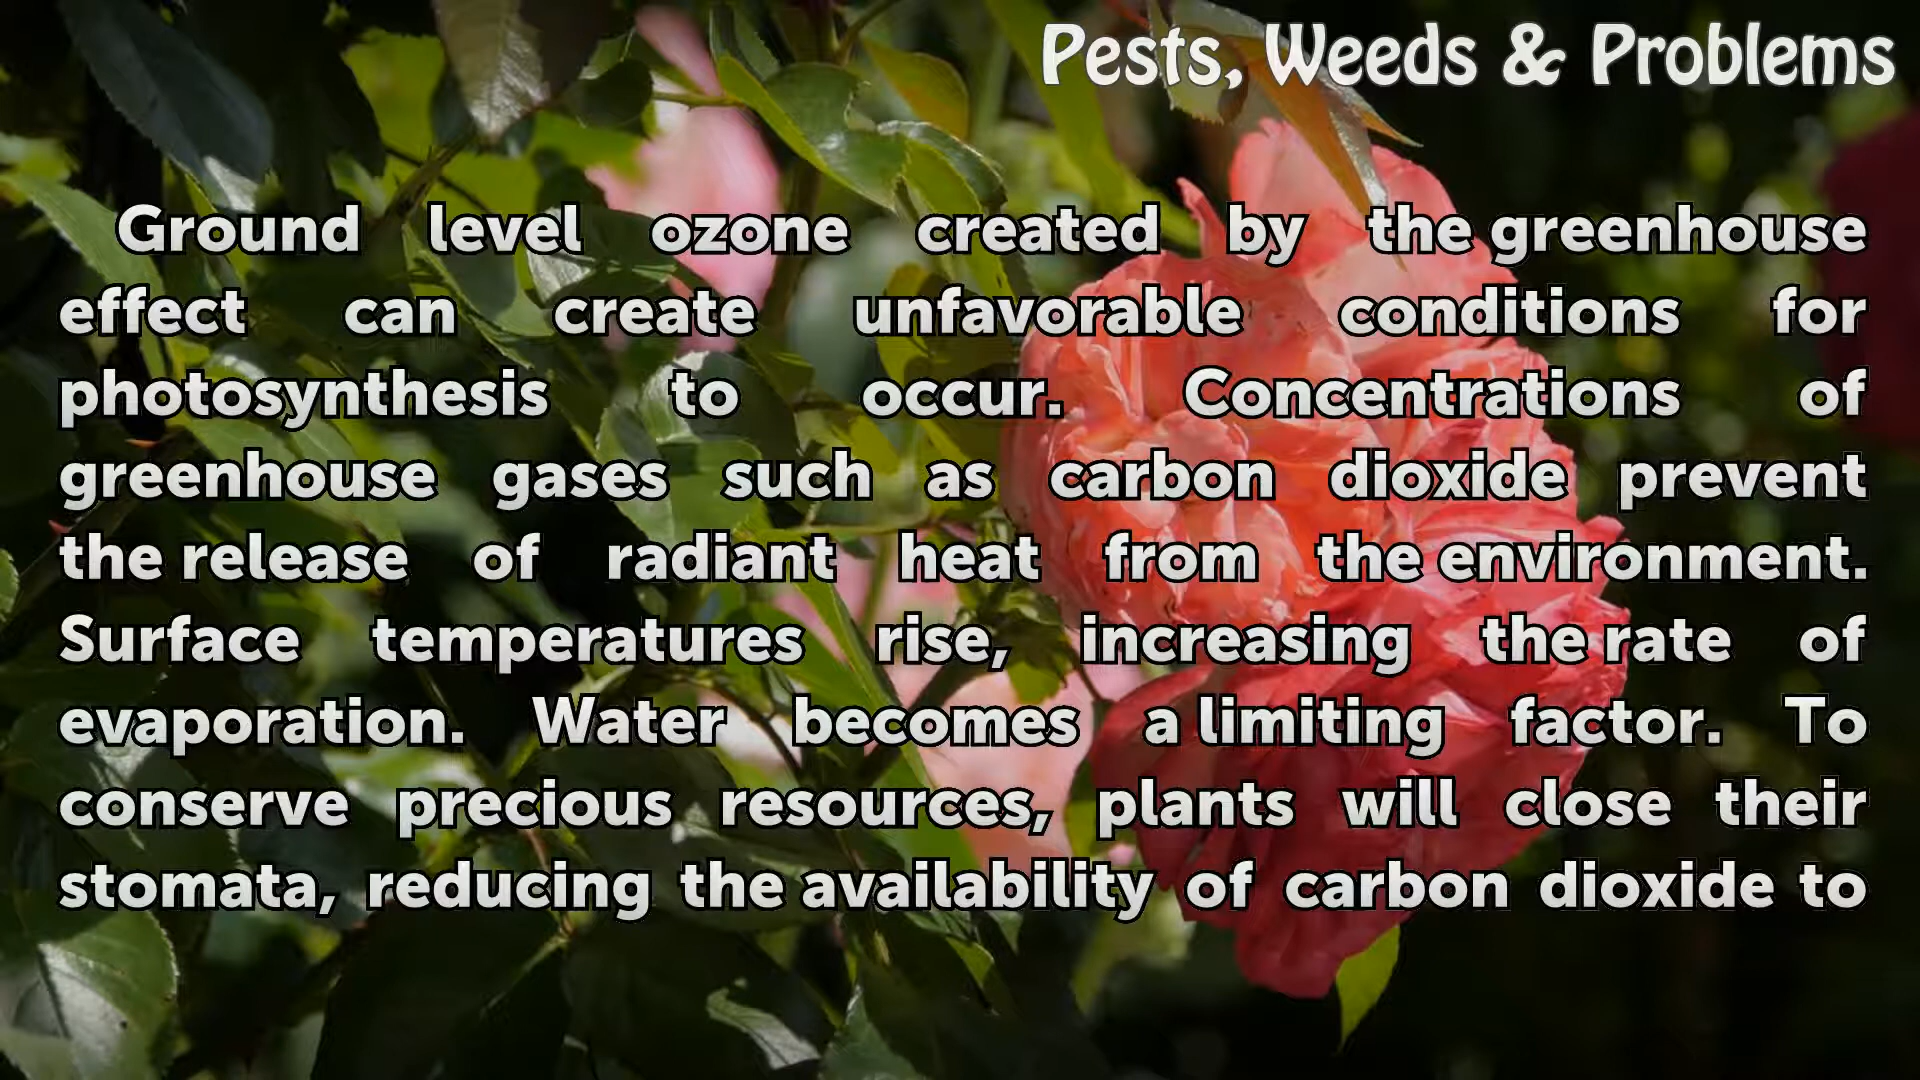 Pests, Weeds & Problems
Ground level ozone created by the greenhouse
effect can create unfavorable conditions for
photosynthesis to occur. Concentrations of
greenhouse gases such as carbon dioxide prevent
the release of radiant heat from the environment.
Surface temperatures rise, increasing the rate of
evaporation. Water becomes a limiting factor. To
conserve precious resources, plants will close their
stomata, reducing the availability of carbon dioxide to